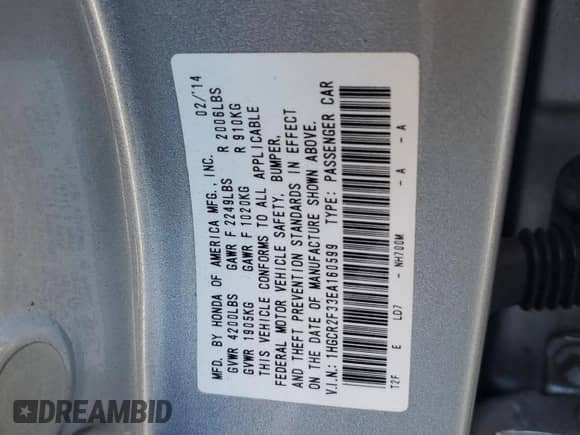 MFD. BY HONDA OF AMERICA MFG., INC. 02/'14
GVWR 4200LBS GAWR F 2249LBS R 2006LBS
GVWR 1905KG GAWR F 1020KG R 910KG
THIS VEHICLE CONFORMS TO ALL APPLICABLE
FEDERAL MOTOR VEHICLE SAFETY, BUMPER,
AND THEFT PREVENTION STANDARDS IN EFFECT
ON THE DATE OF MANUFACTURE SHOWN ABOVE.
V.I.N.: 1HGCR2F33EA160599 TYPE: PASSENGER CAR
T2F E LD7 - NH700M - A - A
DREAMBID